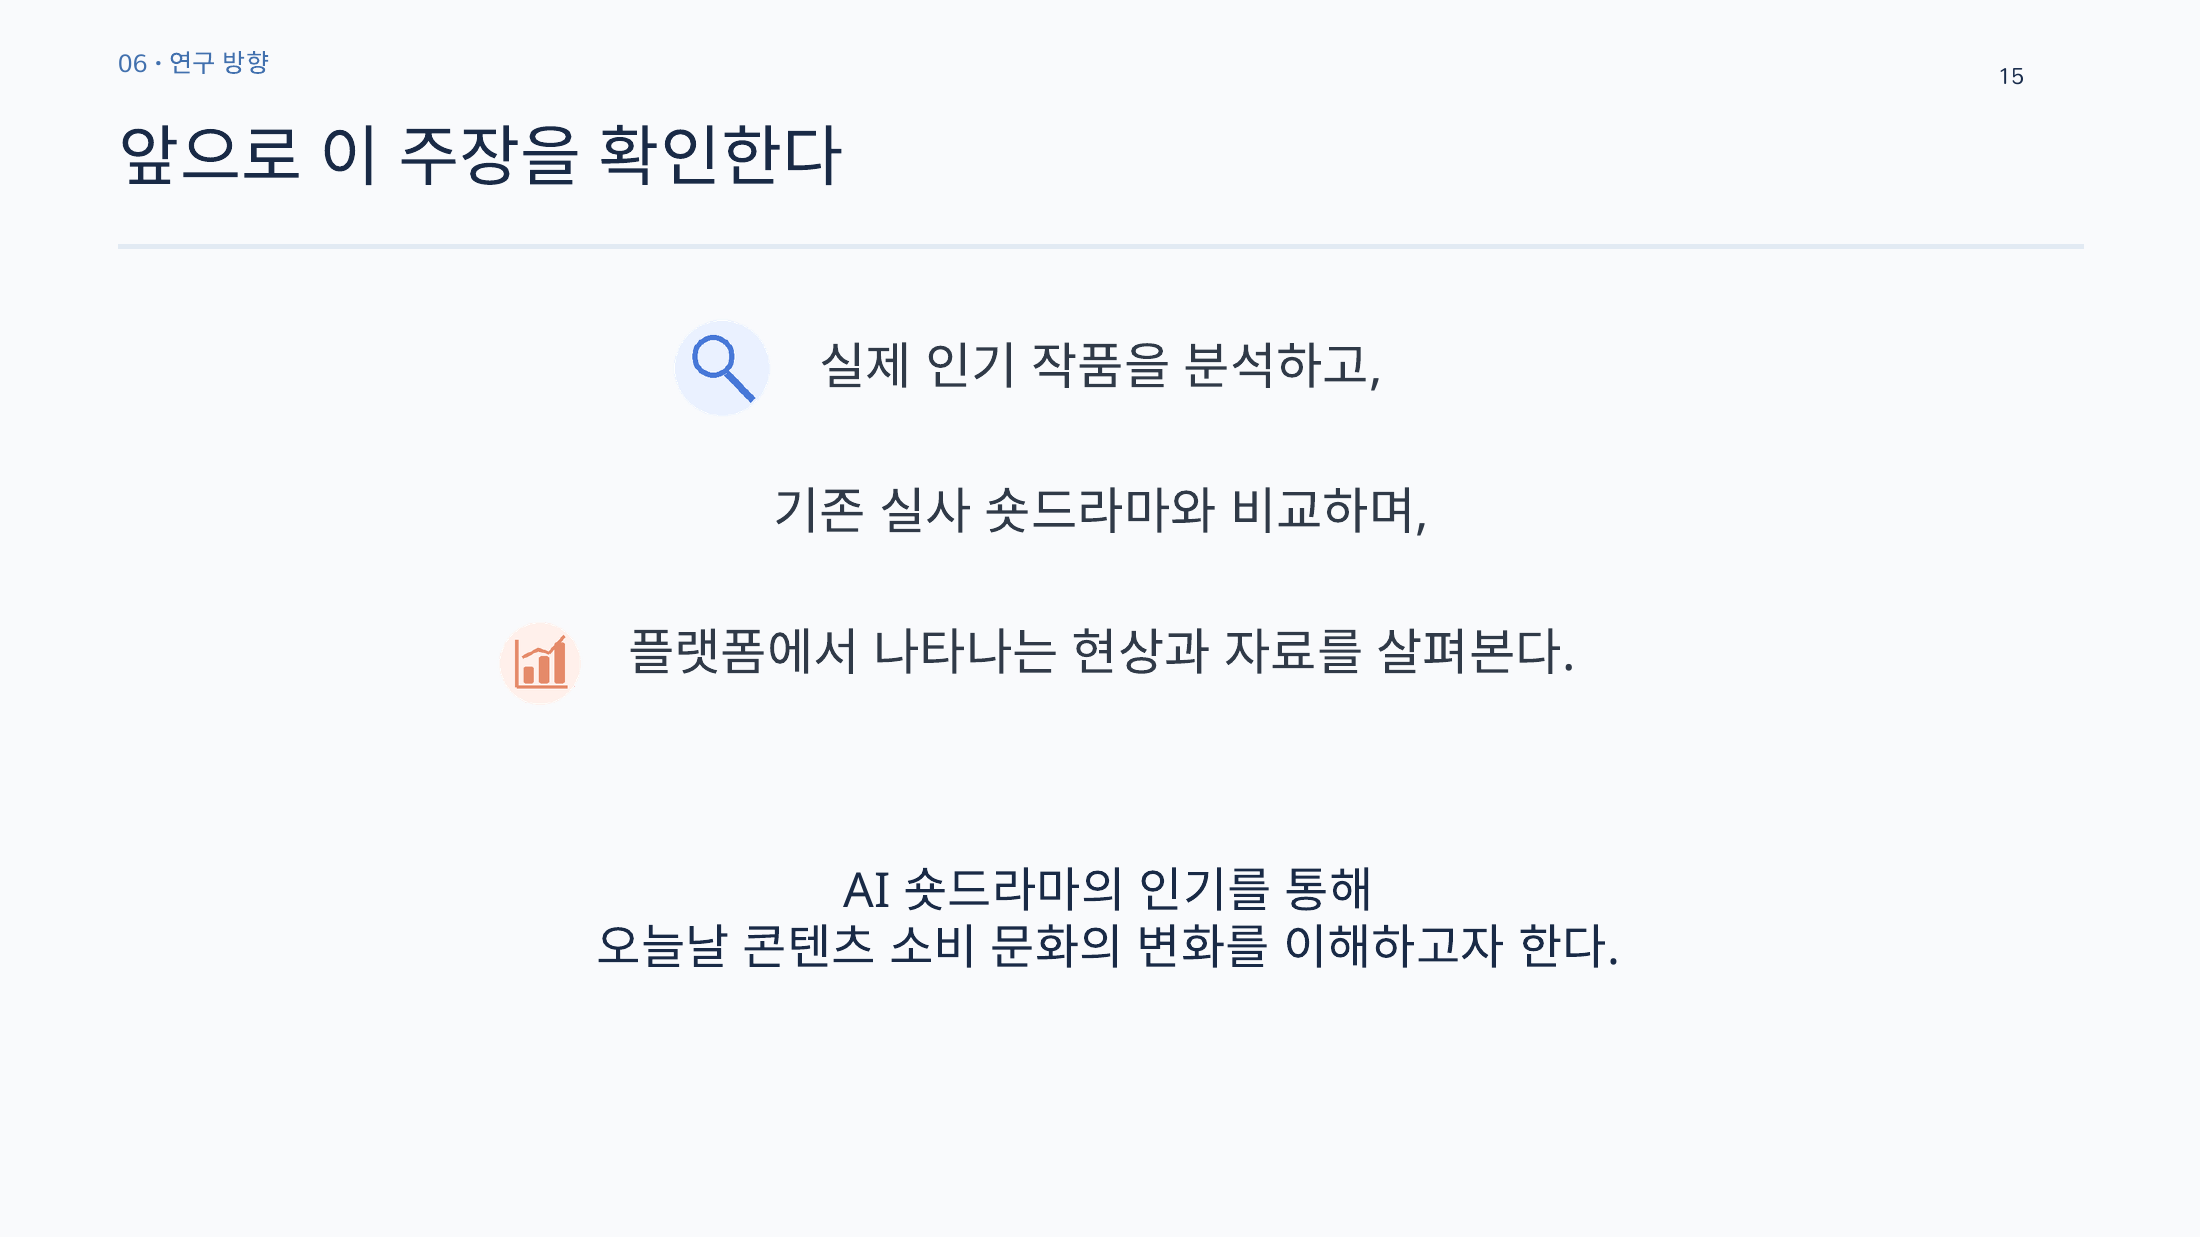 06 · 연구 방향
15
앞으로 이 주장을 확인한다
실제 인기 작품을 분석하고,
기존 실사 숏드라마와 비교하며,
플랫폼에서 나타나는 현상과 자료를 살펴본다.
AI 숏드라마의 인기를 통해
오늘날 콘텐츠 소비 문화의 변화를 이해하고자 한다.